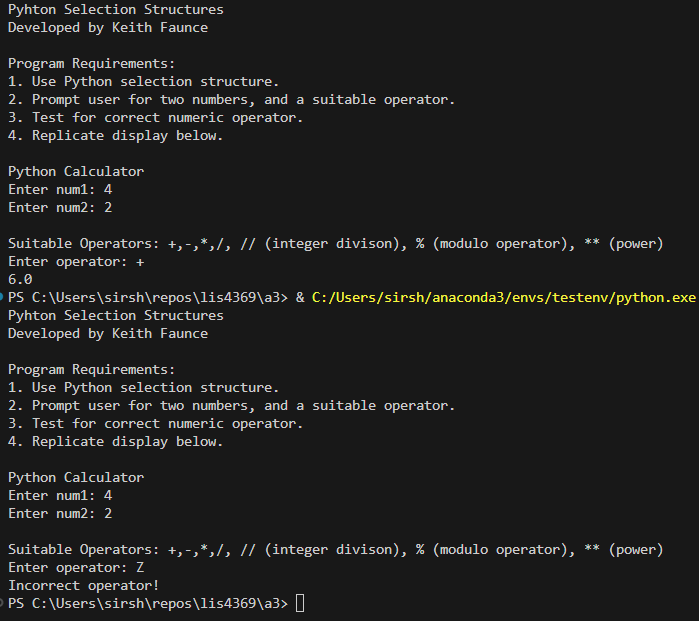 Pyhton Selection Structures
Developed by Keith Faunce
Program Requirements:
1. Use Python selection structure.
2. Prompt user for two numbers, and a suitable operator.
3. Test for correct numeric operator.
4. Replicate display below.
Python Calculator
Enter num1: 4
Enter num2: 2
Suitable Operators: +,-,*,/, // (integer divison), % (modulo operator), ** (power)
Enter operator: +
6.0
PS C:\Users\sirsh\repos\lis4369\a3> & C:/Users/sirsh/anaconda3/envs/testenv/python.exe
Pyhton Selection Structures
Developed by Keith Faunce
Program Requirements:
1. Use Python selection structure.
2. Prompt user for two numbers, and a suitable operator.
3. Test for correct numeric operator.
4. Replicate display below.
Python Calculator
Enter num1: 4
Enter num2: 2
Suitable Operators: +,-,*,/, // (integer divison), % (modulo operator), ** (power)
Enter operator: Z
Incorrect operator!
PS C:\Users\sirsh\repos\lis4369\a3>